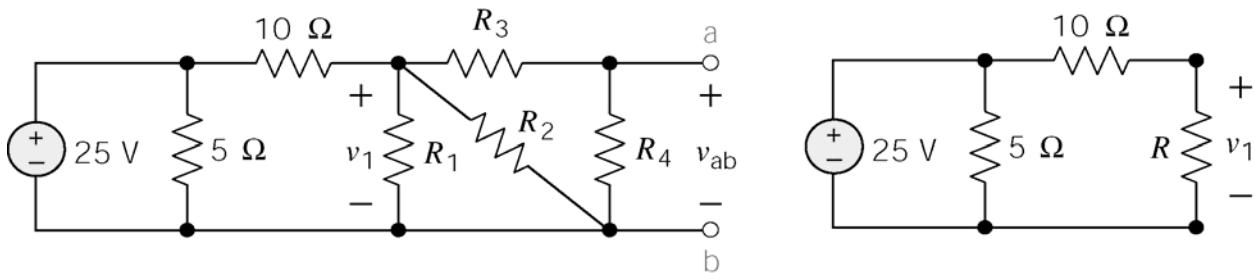 10 Ω R3 a
+ + − 25 V 5 Ω + v1 − R1 R2 R4 + vab −
b
10 Ω
+ − 25 V 5 Ω R + v1 −